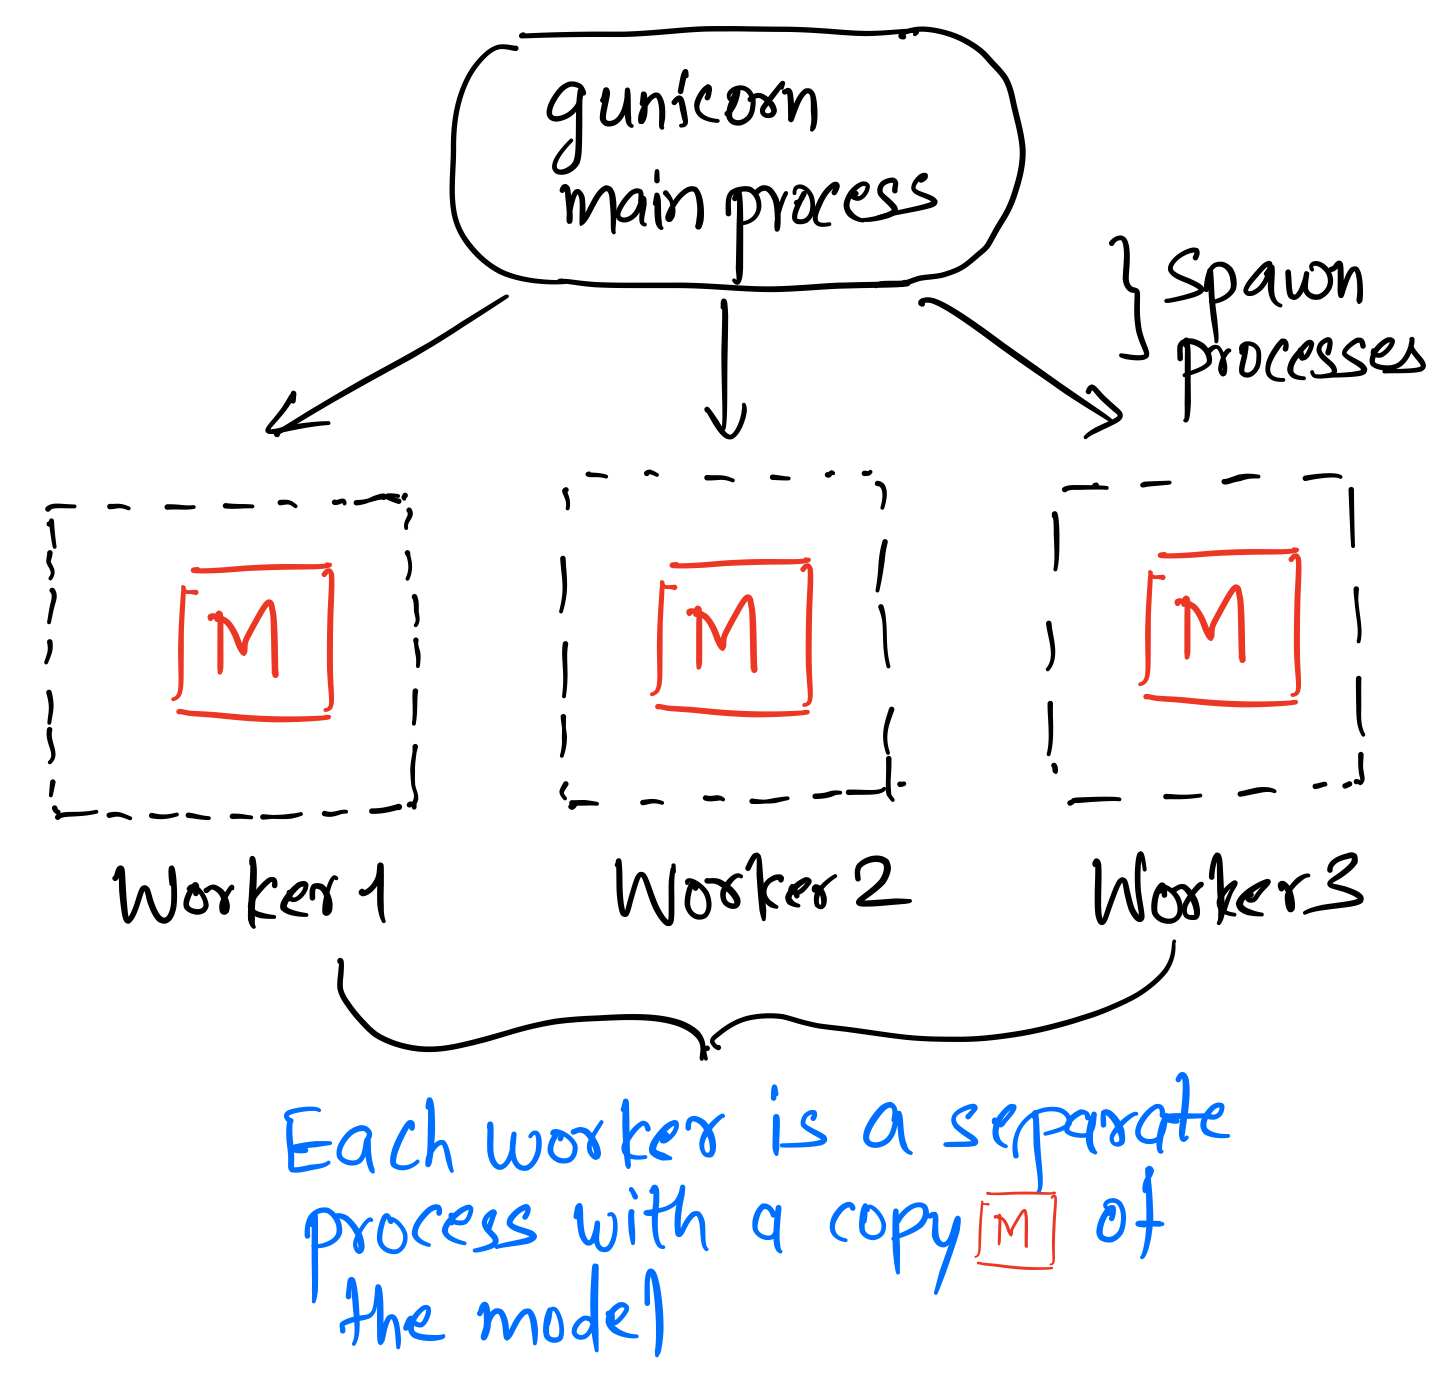 gunicorn
main process
} spawn
processes
M
M
M
Worker 1
Worker 2
Worker 3
Each worker is a separate
process with a copy M of
the model